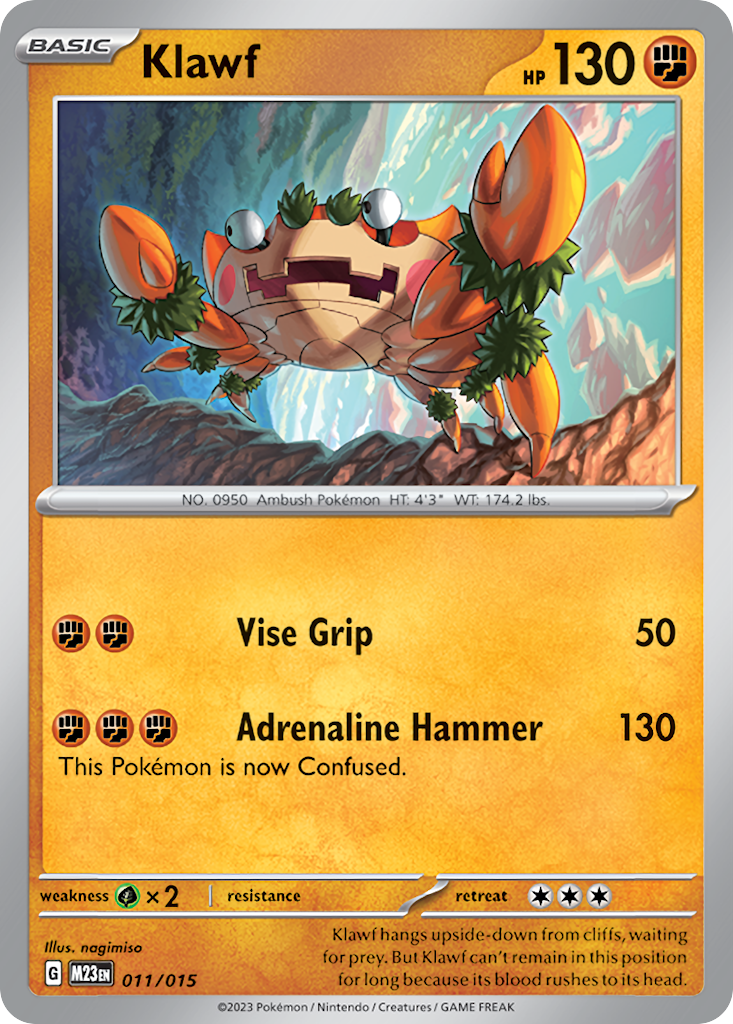 BASIC
Klawf
HP 130
NO. 0950 Ambush Pokémon HT: 4'3" WT: 174.2 lbs.
Vise Grip 50
Adrenaline Hammer 130
This Pokémon is now Confused.
weakness ×2 resistance retreat
Illus. nagimiso
G M23 EN 011/015
Klawf hangs upside-down from cliffs, waiting
for prey. But Klawf can't remain in this position
for long because its blood rushes to its head.
©2023 Pokémon / Nintendo / Creatures / GAME FREAK